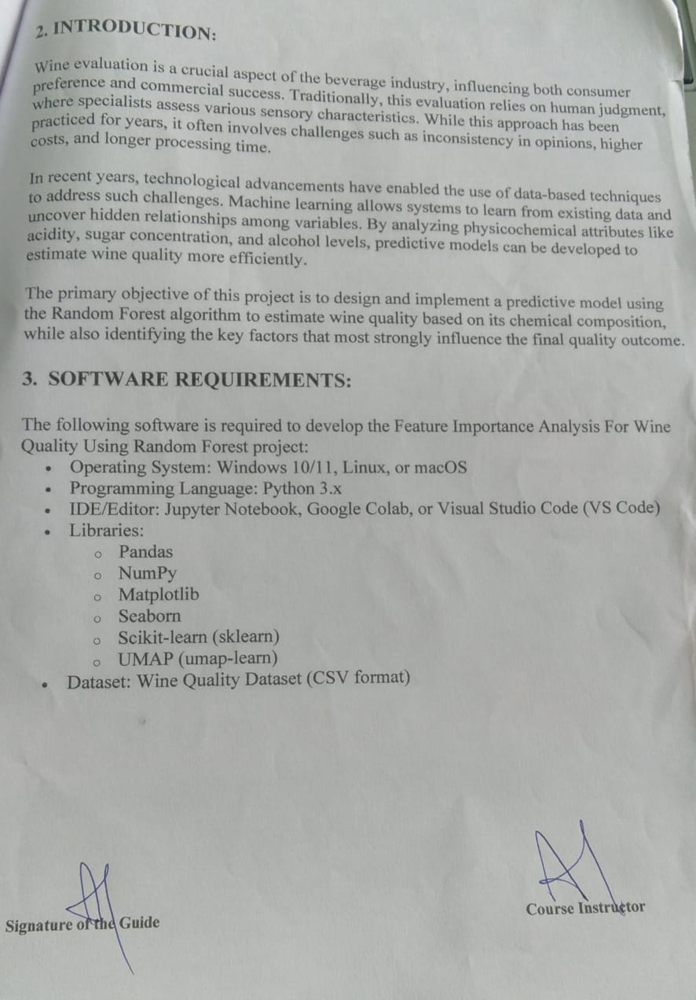 2. INTRODUCTION:
Wine evaluation is a crucial aspect of the beverage industry, influencing both consumer
preference and commercial success. Traditionally, this evaluation relies on human judgment,
where specialists assess various sensory characteristics. While this approach has been
practiced for years, it often involves challenges such as inconsistency in opinions, higher
costs, and longer processing time.
In recent years, technological advancements have enabled the use of data-based techniques
to address such challenges. Machine learning allows systems to learn from existing data and
uncover hidden relationships among variables. By analyzing physicochemical attributes like
acidity, sugar concentration, and alcohol levels, predictive models can be developed to
estimate wine quality more efficiently.
The primary objective of this project is to design and implement a predictive model using
the Random Forest algorithm to estimate wine quality based on its chemical composition,
while also identifying the key factors that most strongly influence the final quality outcome.
3. SOFTWARE REQUIREMENTS:
The following software is required to develop the Feature Importance Analysis For Wine
Quality Using Random Forest project:
• Operating System: Windows 10/11, Linux, or macOS
• Programming Language: Python 3.x
• IDE/Editor: Jupyter Notebook, Google Colab, or Visual Studio Code (VS Code)
• Libraries:
o Pandas
o NumPy
o Matplotlib
o Seaborn
o Scikit-learn (sklearn)
o UMAP (umap-learn)
• Dataset: Wine Quality Dataset (CSV format)
Course Instructor
Signature of the Guide